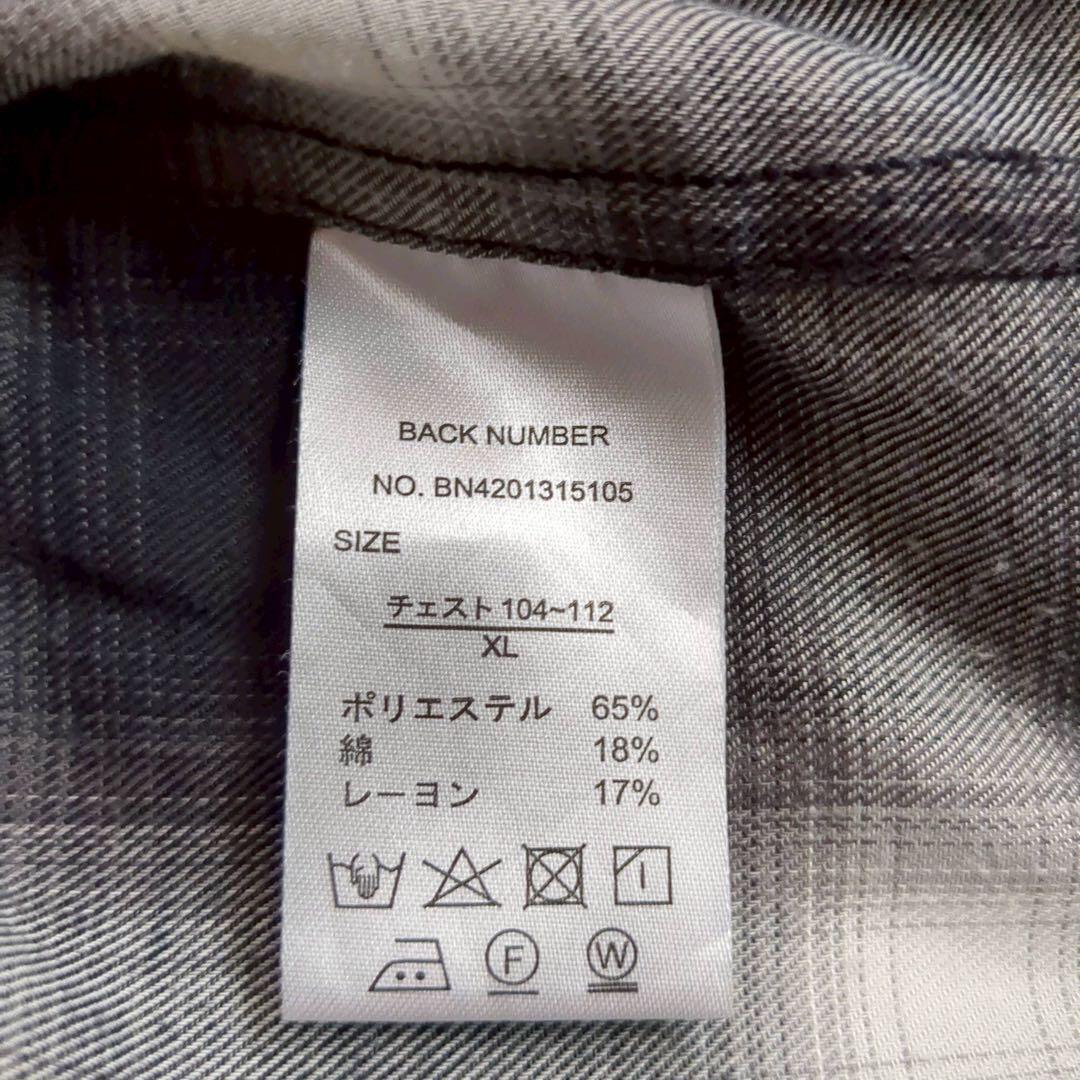 BACK NUMBER
NO. BN4201315105
SIZE
チェスト 104~112
XL
ポリエステル 65%
綿 18%
レーヨン 17%
F W